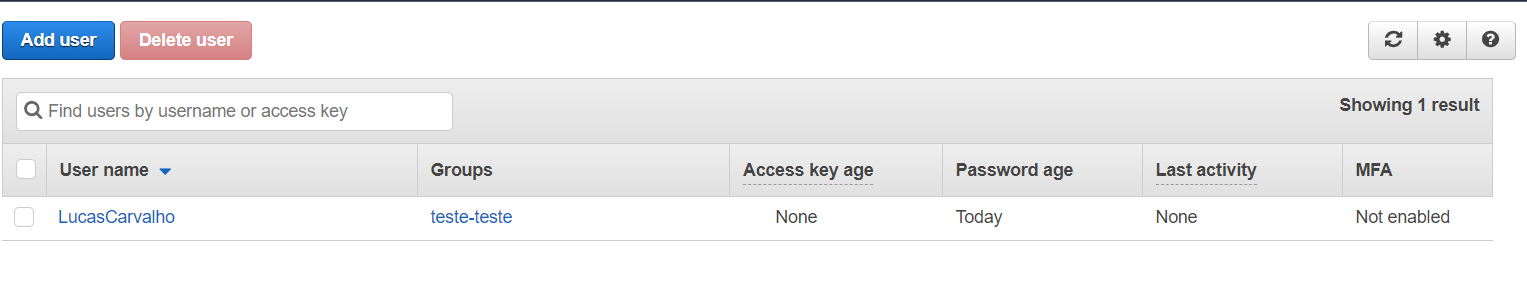 Add user Delete user
Find users by username or access key Showing 1 result
User name Groups Access key age Password age Last activity MFA
LucasCarvalho teste-teste None Today None Not enabled